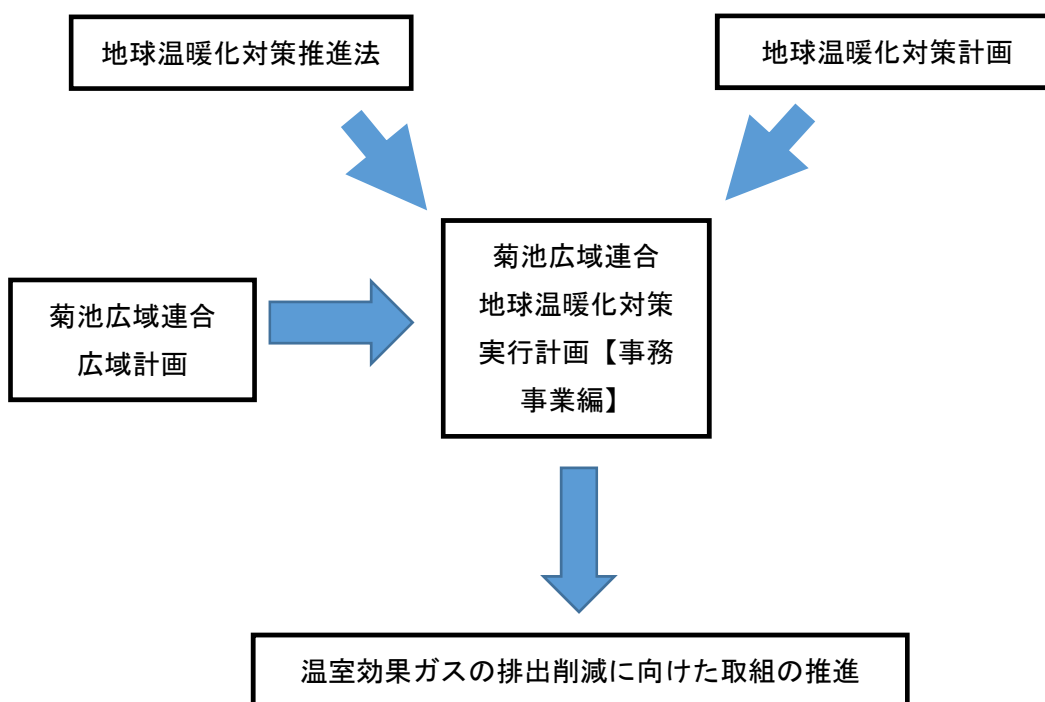 地球温暖化対策推進法
地球温暖化対策計画
菊池広域連合
広域計画
菊池広域連合
地球温暖化対策
実行計画【事務
事業編】
温室効果ガスの排出削減に向けた取組の推進